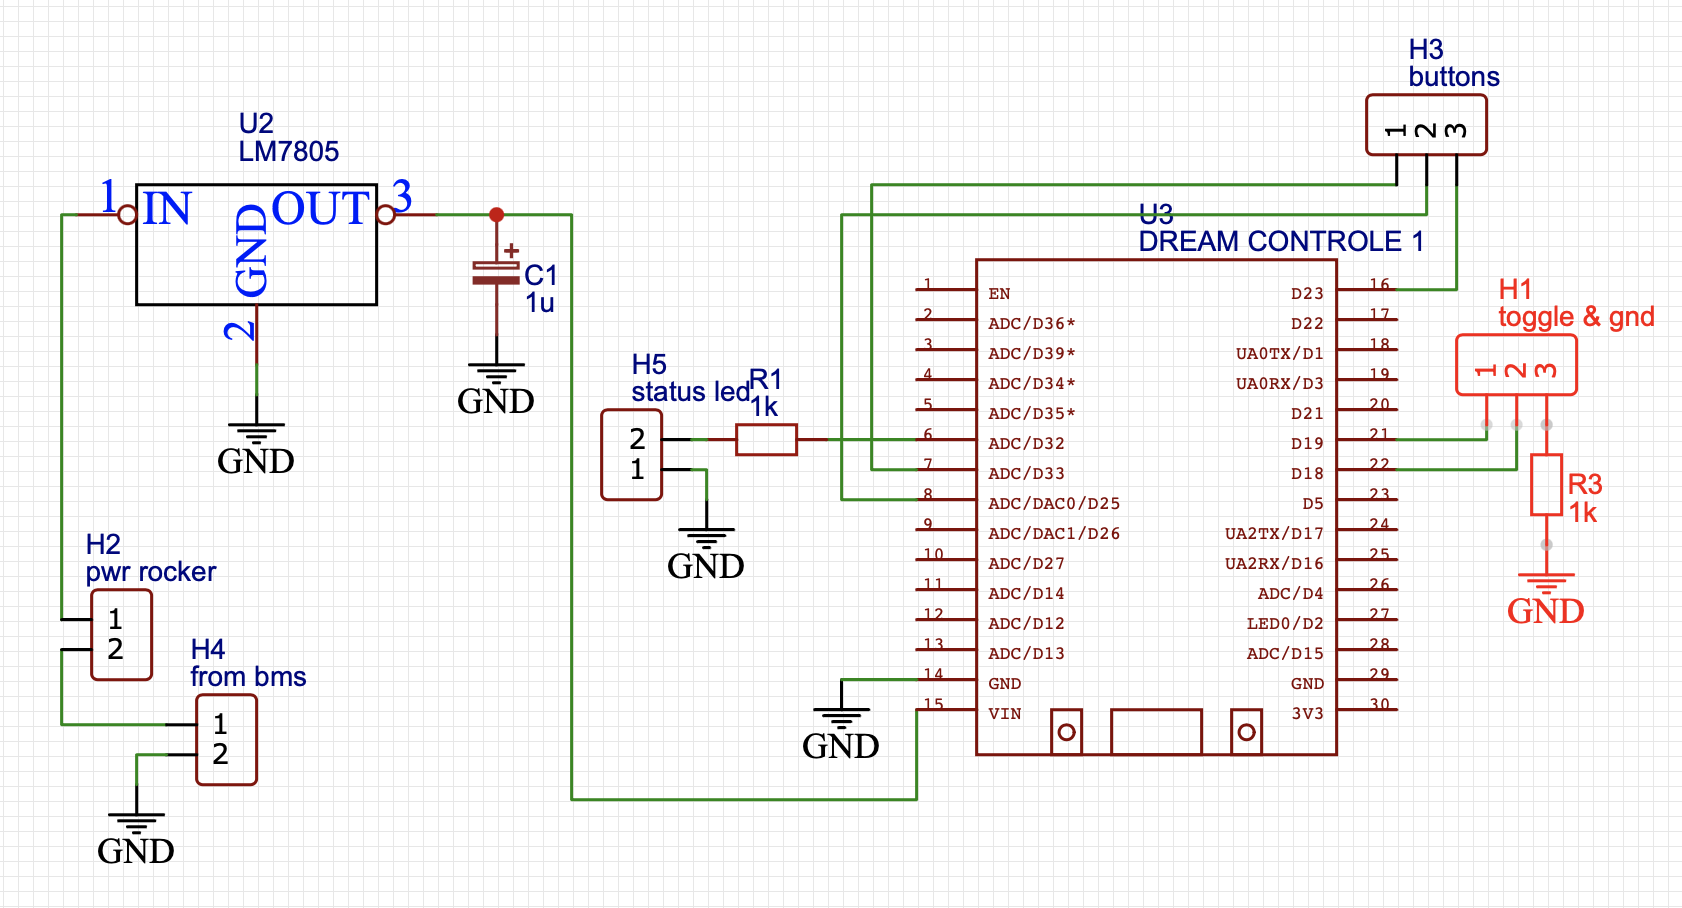 H3
buttons
1 2 3
U2
LM7805
1 IN OUT 3
GND
2
GND
+
C1
1u
GND
U3
DREAM CONTROLE 1
H1
toggle & gnd
1 2 3
R3
1k
GND
H5
status led
2
1
R1
1k
GND
1 EN
2 ADC/D36*
3 ADC/D39*
4 ADC/D34*
5 ADC/D35*
6 ADC/D32
7 ADC/D33
8 ADC/DAC0/D25
9 ADC/DAC1/D26
10 ADC/D27
11 ADC/D14
12 ADC/D12
13 ADC/D13
14 GND
15 VIN
D23 16
D22 17
UA0TX/D1 18
UA0RX/D3 19
D21 20
D19 21
D18 22
D5 23
UA2TX/D17 24
UA2RX/D16 25
ADC/D4 26
LED0/D2 27
ADC/D15 28
GND 29
3V3 30
GND
H2
pwr rocker
1
2
H4
from bms
1
2
GND